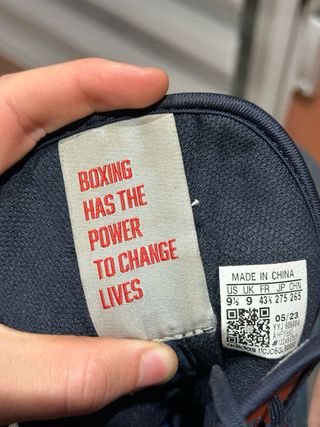 BOXING
HAS THE
POWER
TO CHANGE
LIVES
MADE IN CHINA
US UK FR JP CHN
9½ 9 43⅓ 275 265
05/23
adidas